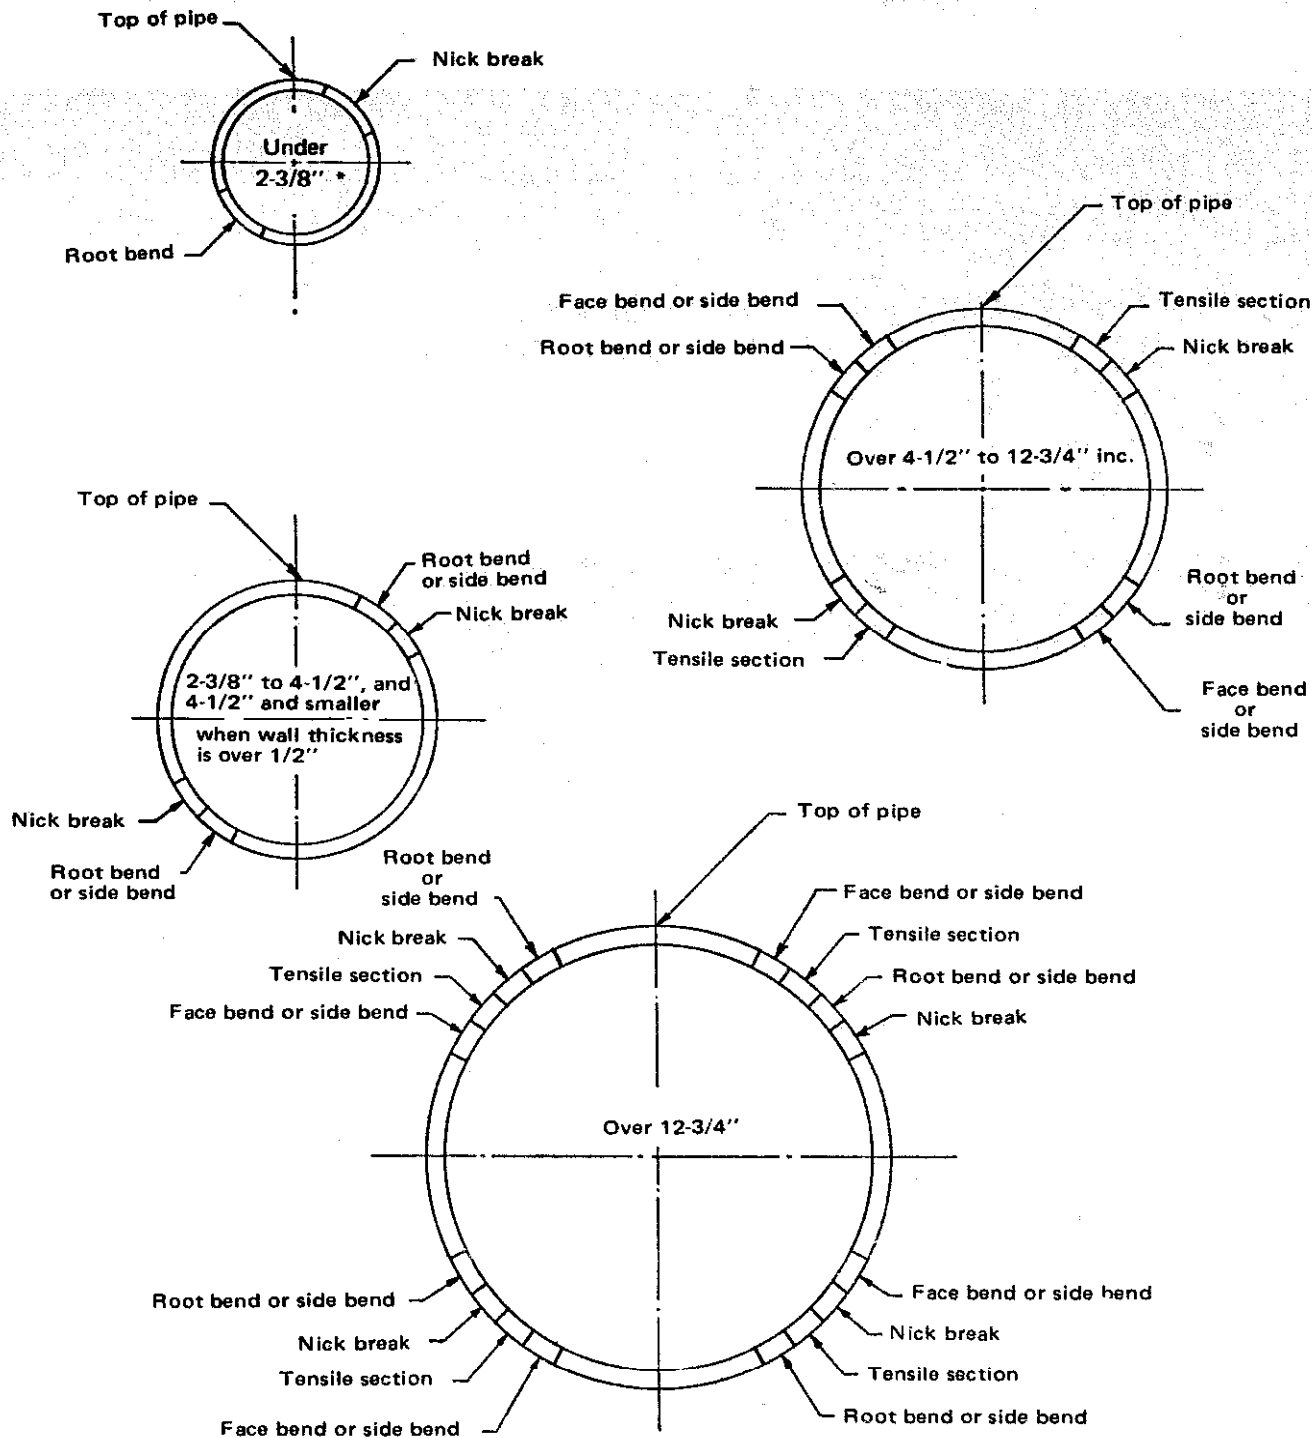 Top of pipe
Nick break
Under
2-3/8" *
Root bend
Top of pipe
Face bend or side bend
Tensile section
Root bend or side bend
Nick break
Over 4-1/2" to 12-3/4" inc.
Nick break
Root bend
or
side bend
Tensile section
Face bend
or
side bend
Top of pipe
Root bend
or side bend
Nick break
2-3/8" to 4-1/2", and
4-1/2" and smaller
when wall thickness
is over 1/2"
Nick break
Root bend
or side bend
Top of pipe
Root bend
or
side bend
Face bend or side bend
Nick break
Tensile section
Tensile section
Root bend or side bend
Face bend or side bend
Nick break
Over 12-3/4"
Root bend or side bend
Face bend or side bend
Nick break
Nick break
Tensile section
Tensile section
Face bend or side bend
Root bend or side bend